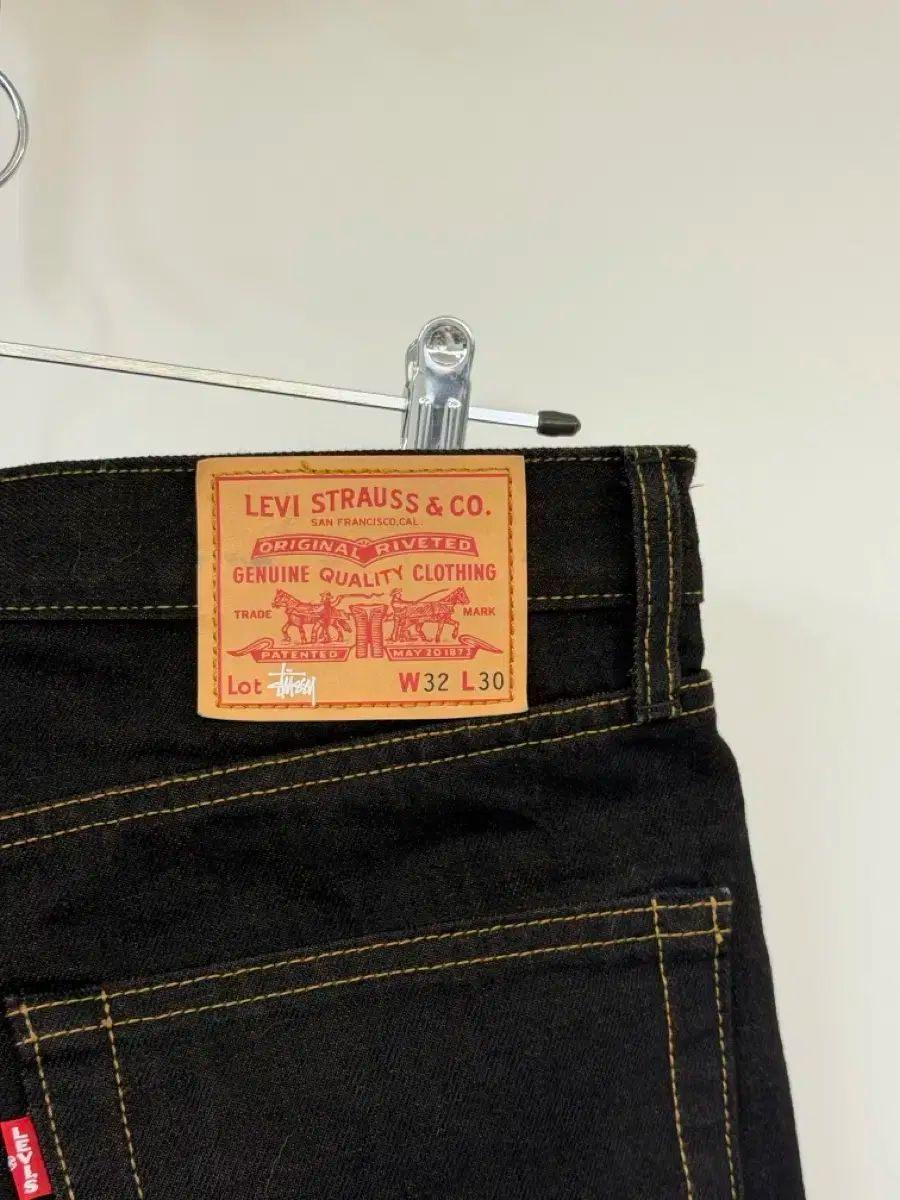 LEVI STRAUSS & CO.
SAN FRANCISCO, CAL.
ORIGINAL RIVETED
GENUINE QUALITY CLOTHING
TRADE MARK
PATENTED MAY 20 1873
Lot Stüssy W32 L30
LEVI'S ®